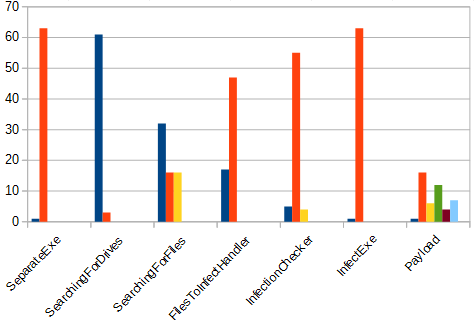 70
60
50
40
30
20
10
0
SeparateExe
SearchingForDrives
SearchingForFiles
FilesToInfectHandler
InfectionChecker
InfectExe
Payload